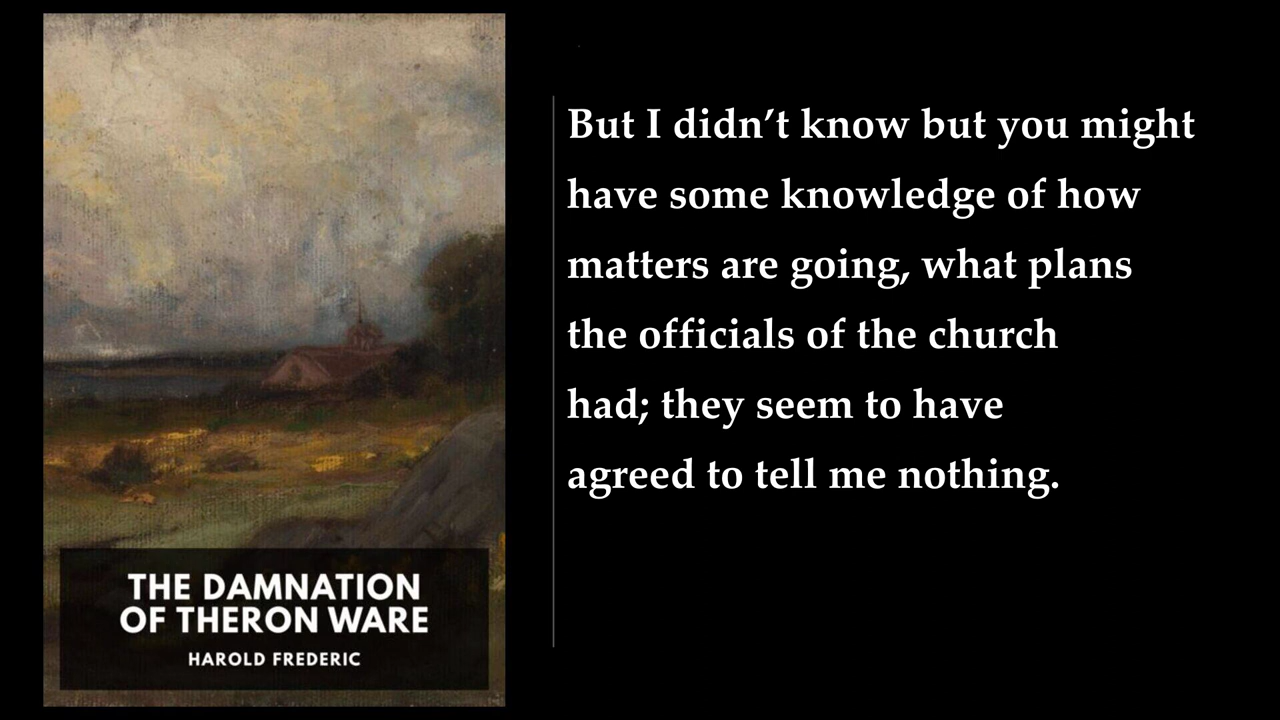 THE DAMNATION
OF THERON WARE
HAROLD FREDERIC
But I didn’t know but you might
have some knowledge of how
matters are going, what plans
the officials of the church
had; they seem to have
agreed to tell me nothing.